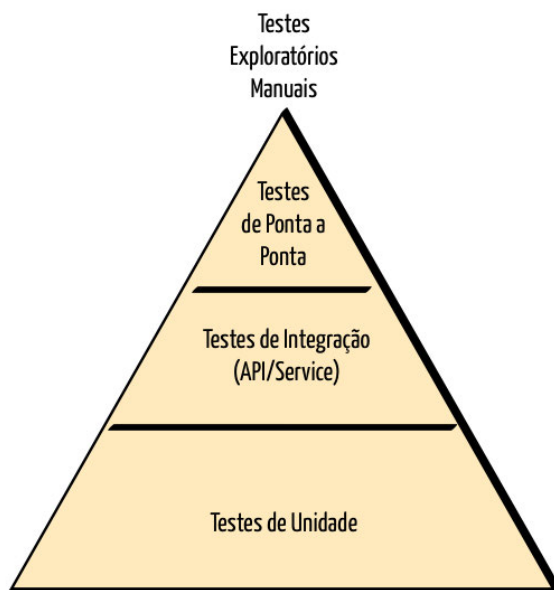 Testes
Exploratórios
Manuais
Testes
de Ponta a
Ponta
Testes de Integração
(API/Service)
Testes de Unidade